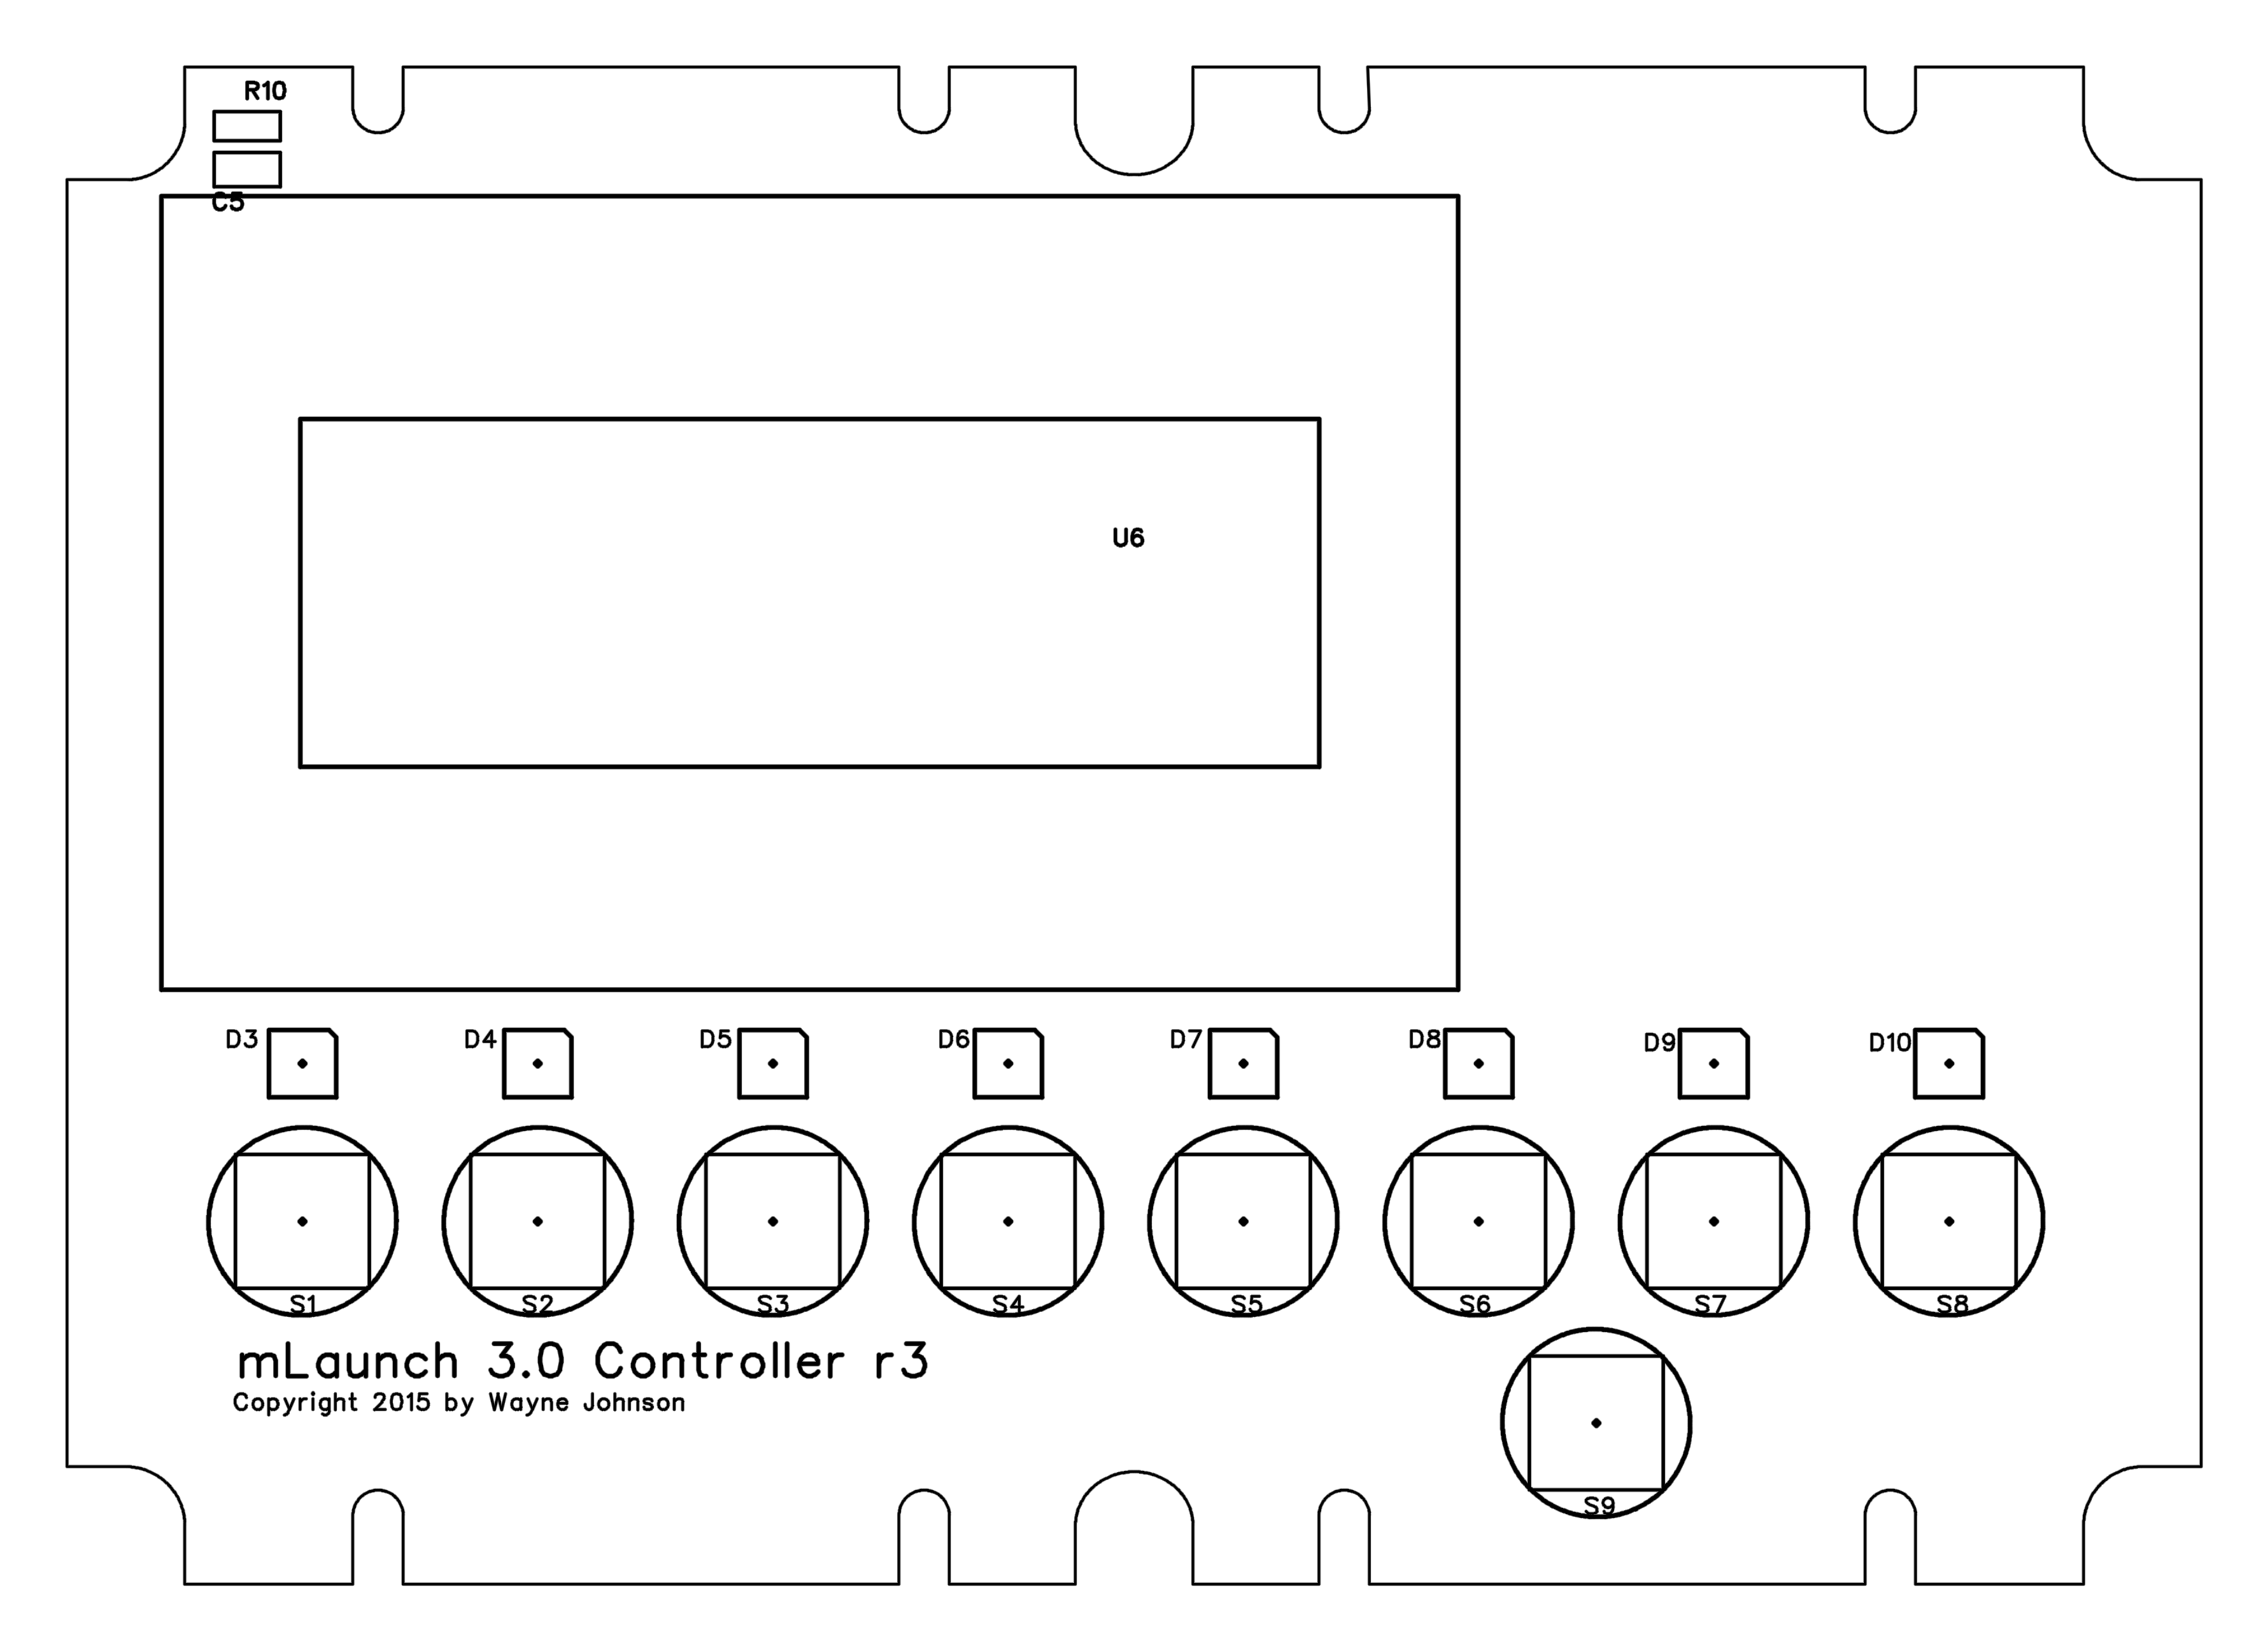 R10
C5
U6
D3 D4 D5 D6 D7 D8 D9 D10
S1 S2 S3 S4 S5 S6 S7 S8
mLaunch 3.0 Controller r3
Copyright 2015 by Wayne Johnson
S9